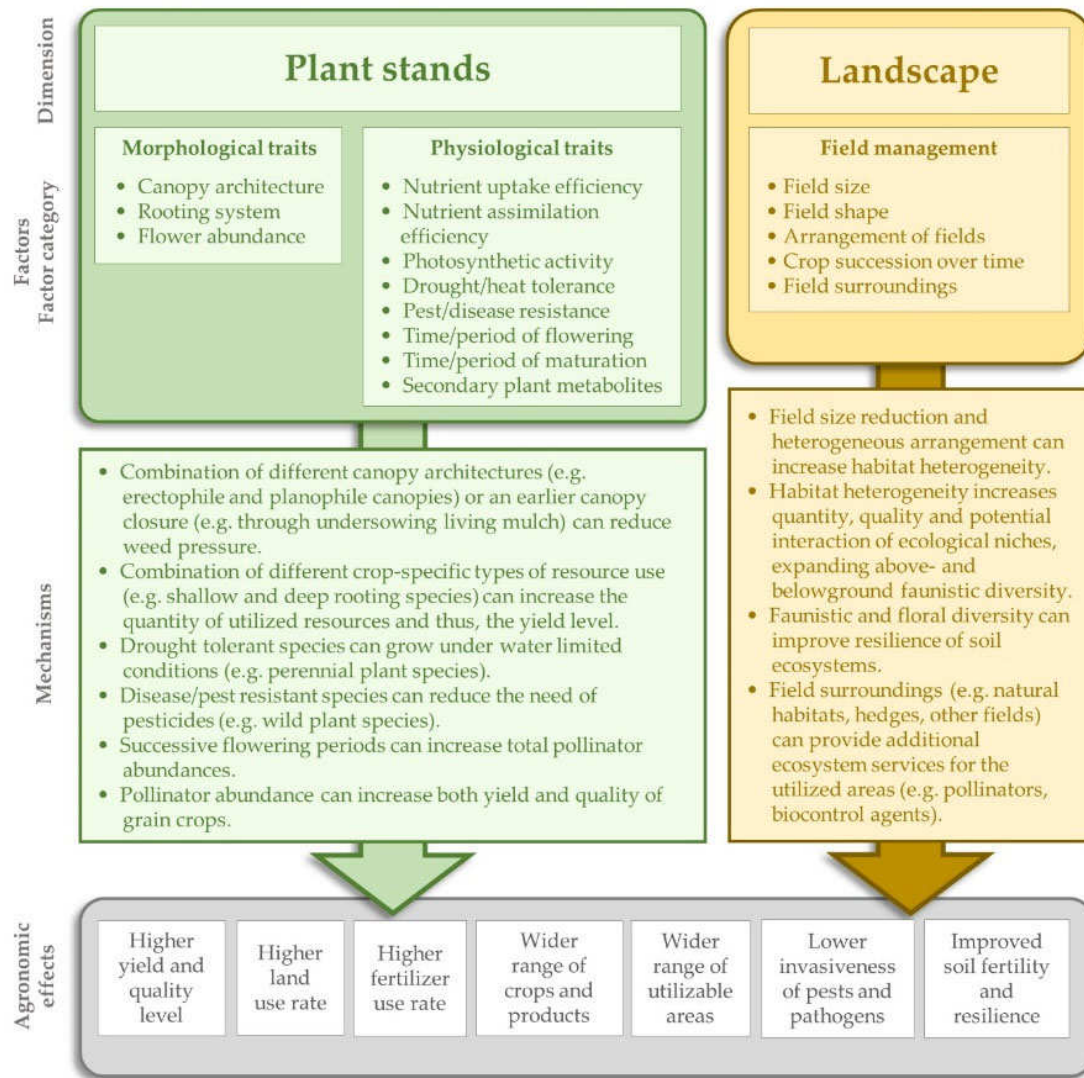 Dimension
Plant stands
Landscape
Factors
Factor category
Morphological traits
• Canopy architecture
• Rooting system
• Flower abundance
Physiological traits
• Nutrient uptake efficiency
• Nutrient assimilation
efficiency
• Photosynthetic activity
• Drought/heat tolerance
• Pest/disease resistance
• Time/period of flowering
• Time/period of maturation
• Secondary plant metabolites
Field management
• Field size
• Field shape
• Arrangement of fields
• Crop succession over time
• Field surroundings
Mechanisms
• Combination of different canopy architectures (e.g.
erectophile and planophile canopies) or an earlier canopy
closure (e.g. through undersowing living mulch) can reduce
weed pressure.
• Combination of different crop-specific types of resource use
(e.g. shallow and deep rooting species) can increase the
quantity of utilized resources and thus, the yield level.
• Drought tolerant species can grow under water limited
conditions (e.g. perennial plant species).
• Disease/pest resistant species can reduce the need of
pesticides (e.g. wild plant species).
• Successive flowering periods can increase total pollinator
abundances.
• Pollinator abundance can increase both yield and quality of
grain crops.
• Field size reduction and
heterogeneous arrangement can
increase habitat heterogeneity.
• Habitat heterogeneity increases
quantity, quality and potential
interaction of ecological niches,
expanding above- and
belowground faunistic diversity.
• Faunistic and floral diversity can
improve resilience of soil
ecosystems.
• Field surroundings (e.g. natural
habitats, hedges, other fields)
can provide additional
ecosystem services for the
utilized areas (e.g. pollinators,
biocontrol agents).
Agronomic
effects
Higher
yield and
quality
level
Higher
land
use rate
Higher
fertilizer
use rate
Wider
range of
crops and
products
Wider
range of
utilizable
areas
Lower
invasiveness
of pests and
pathogens
Improved
soil fertility
and
resilience